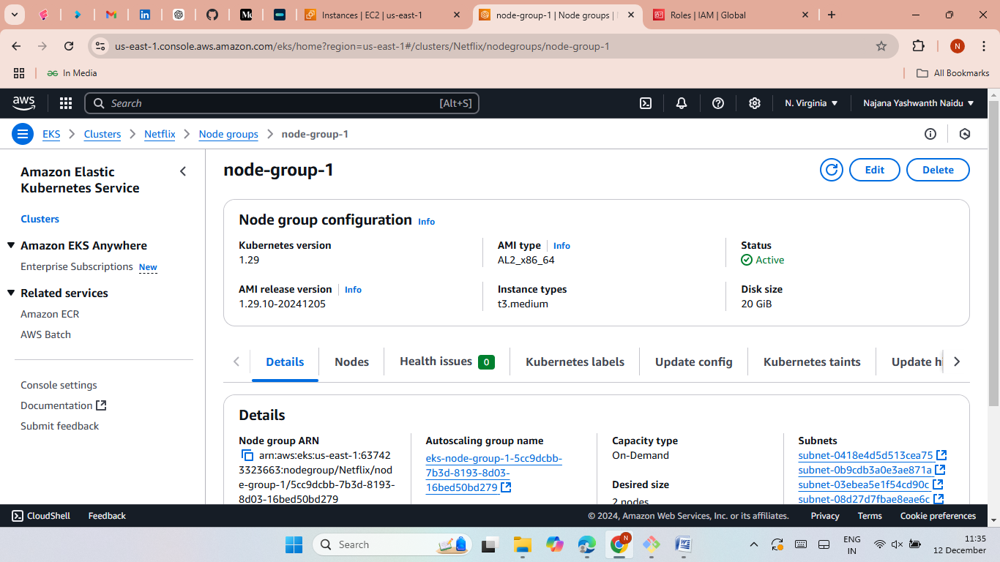 Instances | EC2 | us-east-1
node-group-1 | Node groups |
Roles | IAM | Global
us-east-1.console.aws.amazon.com/eks/home?region=us-east-1#/clusters/Netflix/nodegroups/node-group-1
N
In Media
All Bookmarks
aws
Search
[Alt+S]
N. Virginia
Najana Yashwanth Naidu
EKS
Clusters
Netflix
Node groups
node-group-1
Amazon Elastic
Kubernetes Service
Clusters
Amazon EKS Anywhere
Enterprise Subscriptions New
Related services
Amazon ECR
AWS Batch
Console settings
Documentation
Submit feedback
node-group-1
Edit
Delete
Node group configuration Info
Kubernetes version
1.29
AMI type Info
AL2_x86_64
Status
Active
AMI release version Info
1.29.10-20241205
Instance types
t3.medium
Disk size
20 GiB
Details
Nodes
Health issues 0
Kubernetes labels
Update config
Kubernetes taints
Update h
Details
Node group ARN
arn:aws:eks:us-east-1:63742
3323663:nodegroup/Netflix/nod
e-group-1/5cc9dcbb-7b3d-8193-
8d03-16bed50bd279
Autoscaling group name
eks-node-group-1-5cc9dcbb-
7b3d-8193-8d03-
16bed50bd279
Capacity type
On-Demand
Desired size
2 nodes
Subnets
subnet-0418e4d5d513cea75
subnet-0b9cdb3a0e3ae871a
subnet-03ebea5e1f54cd90c
subnet-08d27d7fbae8eae6c
CloudShell
Feedback
© 2024, Amazon Web Services, Inc. or its affiliates.
Privacy
Terms
Cookie preferences
Search
N
ENG
IN
11:35
12 December